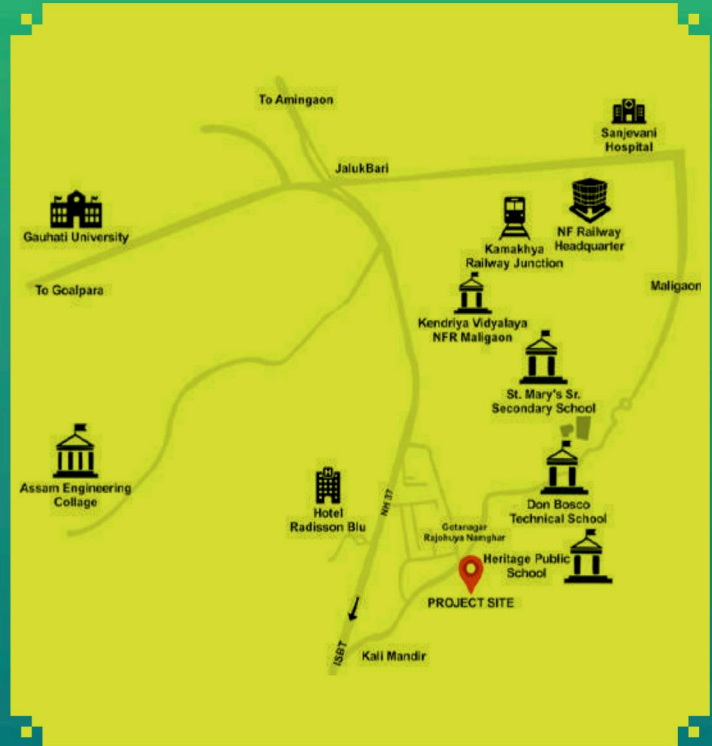 To Amingaon
Sanjevani
Hospital
JalukBari
Gauhati University
NF Railway
Headquarter
Kamakhya
Railway Junction
To Goalpara
Maligaon
Kendriya Vidyalaya
NFR Maligaon
St. Mary's Sr.
Secondary School
Assam Engineering
Collage
H
Hotel
Radisson Blu
NH 37
Don Bosco
Technical School
Gotanagar
Rajohuya Namghar
Heritage Public
School
PROJECT SITE
ISBT
Kali Mandir